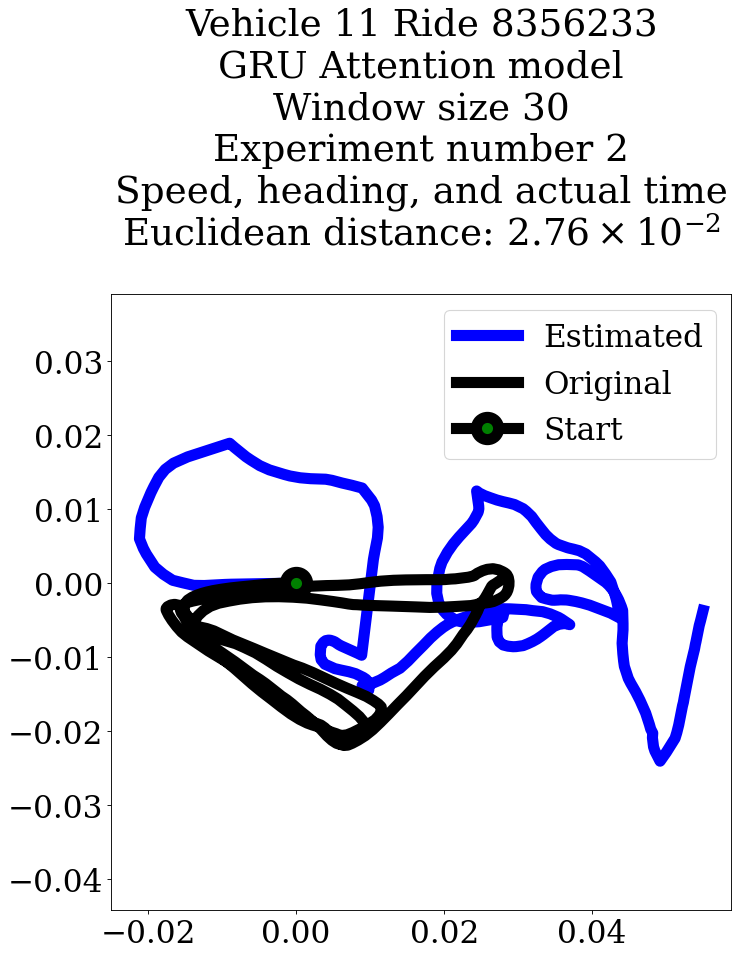 Vehicle 11 Ride 8356233
GRU Attention model
Window size 30
Experiment number 2
Speed, heading, and actual time
Euclidean distance: 2.76 × 10⁻²
Estimated
Original
Start
0.03
0.02
0.01
0.00
−0.01
−0.02
−0.03
−0.04
−0.02 0.00 0.02 0.04